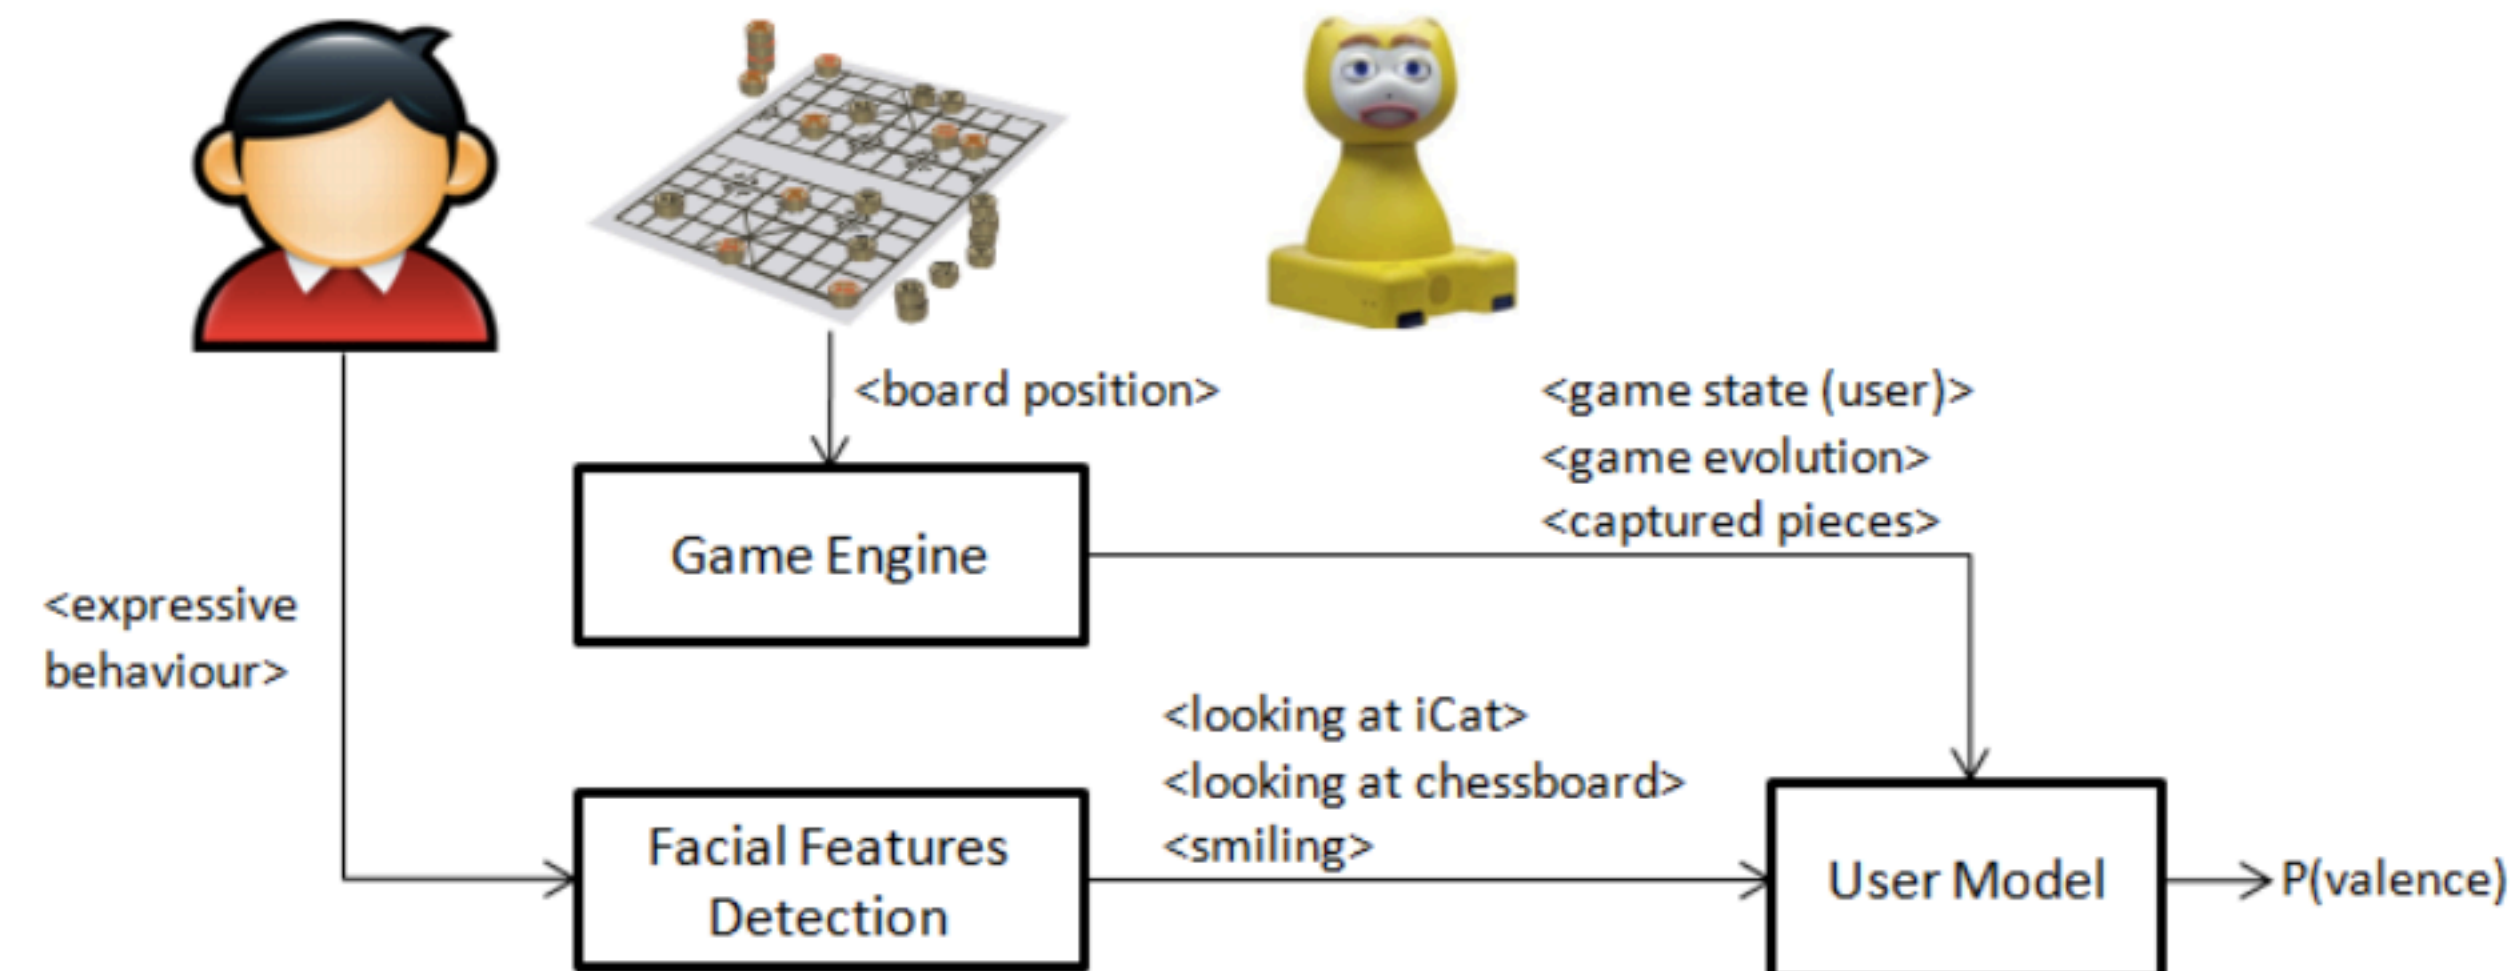 <board position>
<game state (user)>
<game evolution>
<captured pieces>
Game Engine
<expressive
behaviour>
<looking at iCat>
<looking at chessboard>
<smiling>
Facial Features
Detection
User Model
P(valence)